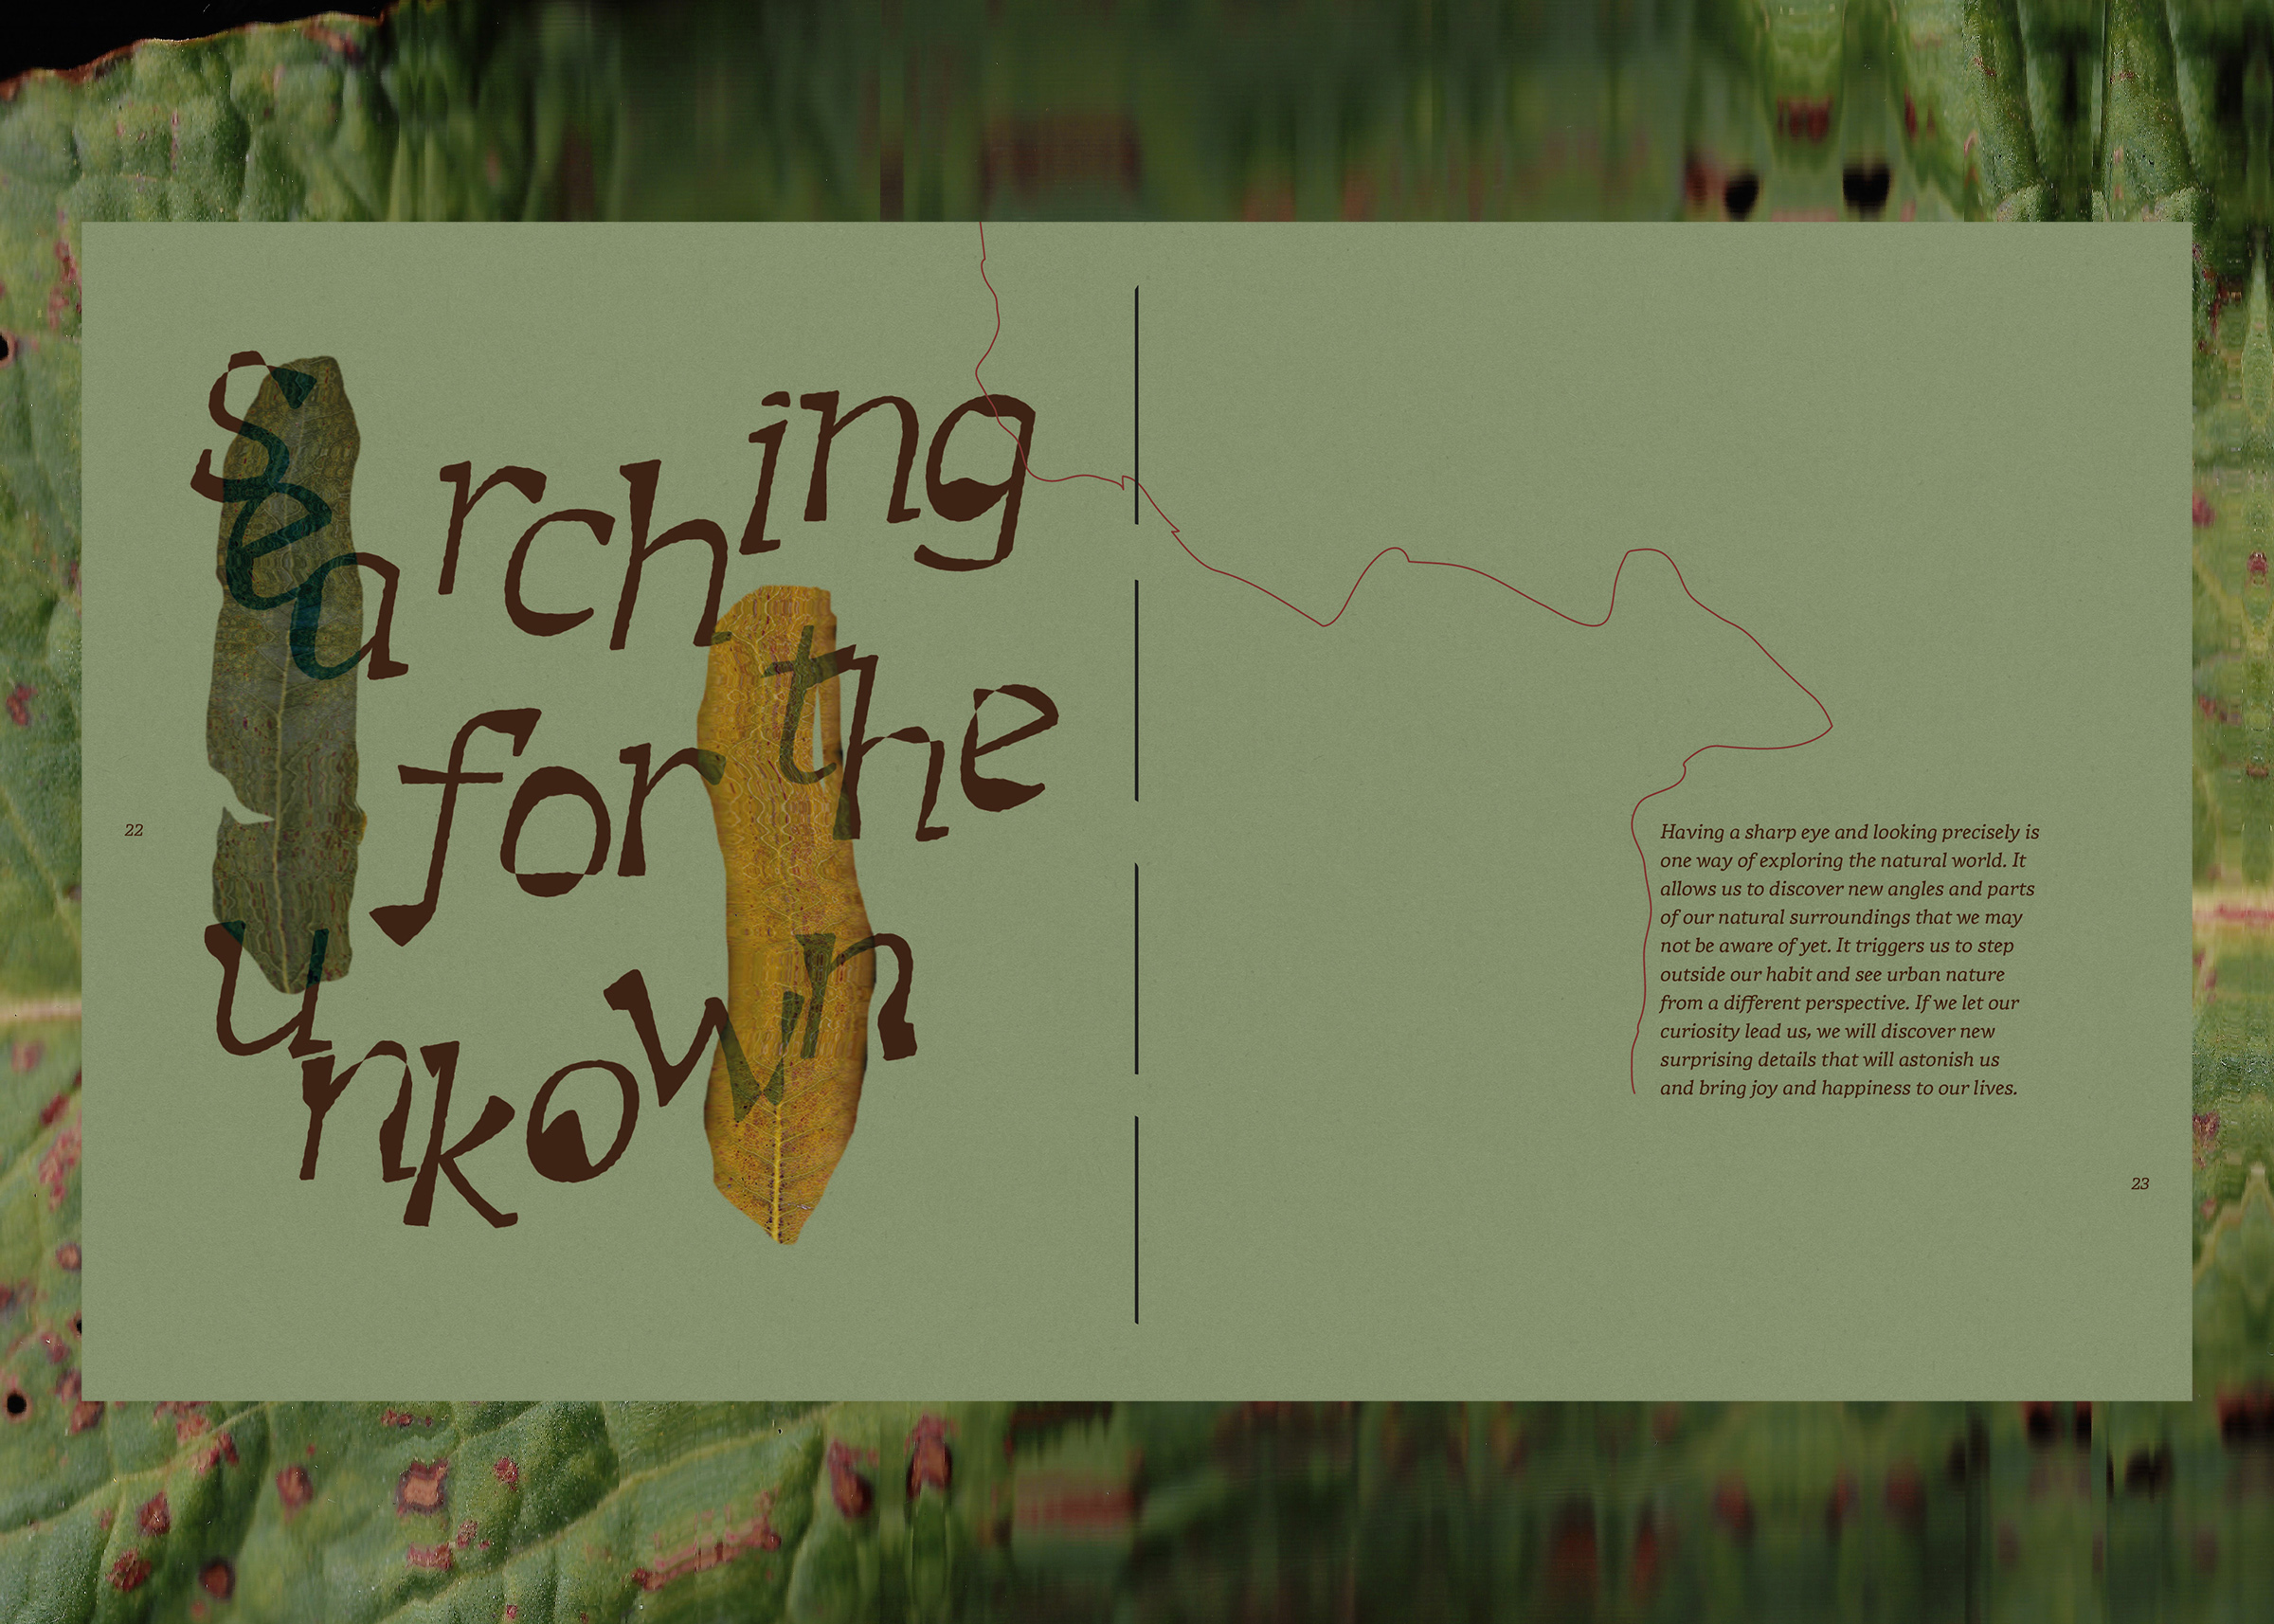 Searching
for the
unkown
22
Having a sharp eye and looking precisely is
one way of exploring the natural world. It
allows us to discover new angles and parts
of our natural surroundings that we may
not be aware of yet. It triggers us to step
outside our habit and see urban nature
from a different perspective. If we let our
curiosity lead us, we will discover new
surprising details that will astonish us
and bring joy and happiness to our lives.
23